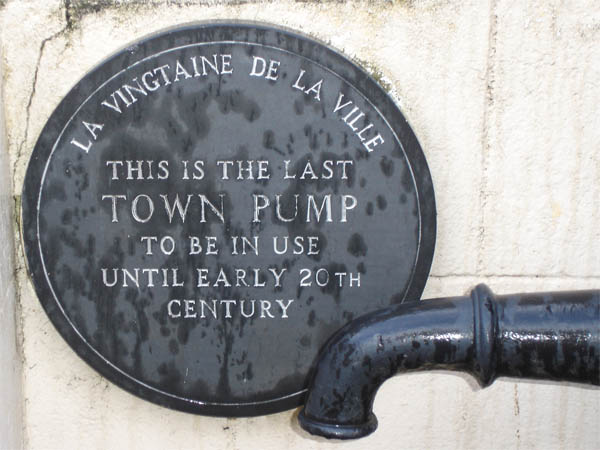 LA VINGTAINE DE LA VILLE
THIS IS THE LAST
TOWN PUMP
TO BE IN USE
UNTIL EARLY 20TH
CENTURY